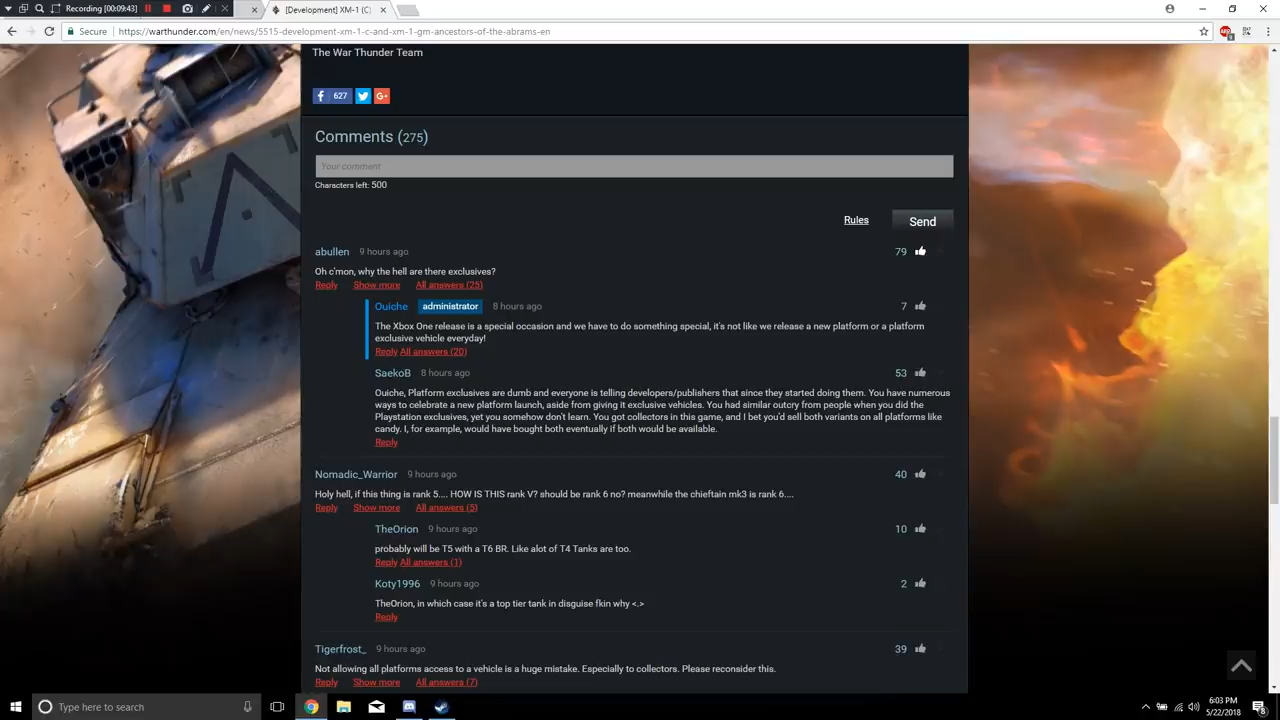 Recording [00:09:43]
[Development] XM-1 (C)
Secure
https://warthunder.com/en/news/5515-development-xm-1-c-and-xm-1-gm-ancestors-of-the-abrams-en
The War Thunder Team
627
G+
Comments (275)
Your comment
Characters left: 500
Rules
Send
abullen 9 hours ago 79
Oh c'mon, why the hell are there exclusives?
Reply Show more All answers (25)
Ouiche administrator 8 hours ago 7
The Xbox One release is a special occasion and we have to do something special, it's not like we release a new platform or a platform
exclusive vehicle everyday!
Reply All answers (20)
SaekoB 8 hours ago 53
Ouiche, Platform exclusives are dumb and everyone is telling developers/publishers that since they started doing them. You have numerous
ways to celebrate a new platform launch, aside from giving it exclusive vehicles. You had similar outcry from people when you did the
Playstation exclusives, yet you somehow don't learn. You got collectors in this game, and I bet you'd sell both variants on all platforms like
candy. I, for example, would have bought both eventually if both would be available.
Reply
Nomadic_Warrior 9 hours ago 40
Holy hell, if this thing is rank 5.... HOW IS THIS rank V? should be rank 6 no? meanwhile the chieftain mk3 is rank 6....
Reply Show more All answers (5)
TheOrion 9 hours ago 10
probably will be T5 with a T6 BR. Like alot of T4 Tanks are too.
Reply All answers (1)
Koty1996 9 hours ago 2
TheOrion, in which case it's a top tier tank in disguise fkin why <.>
Reply
Tigerfrost_ 9 hours ago 39
Not allowing all platforms access to a vehicle is a huge mistake. Especially to collectors. Please reconsider this.
Reply Show more All answers (7)
Type here to search
6:03 PM
5/22/2018